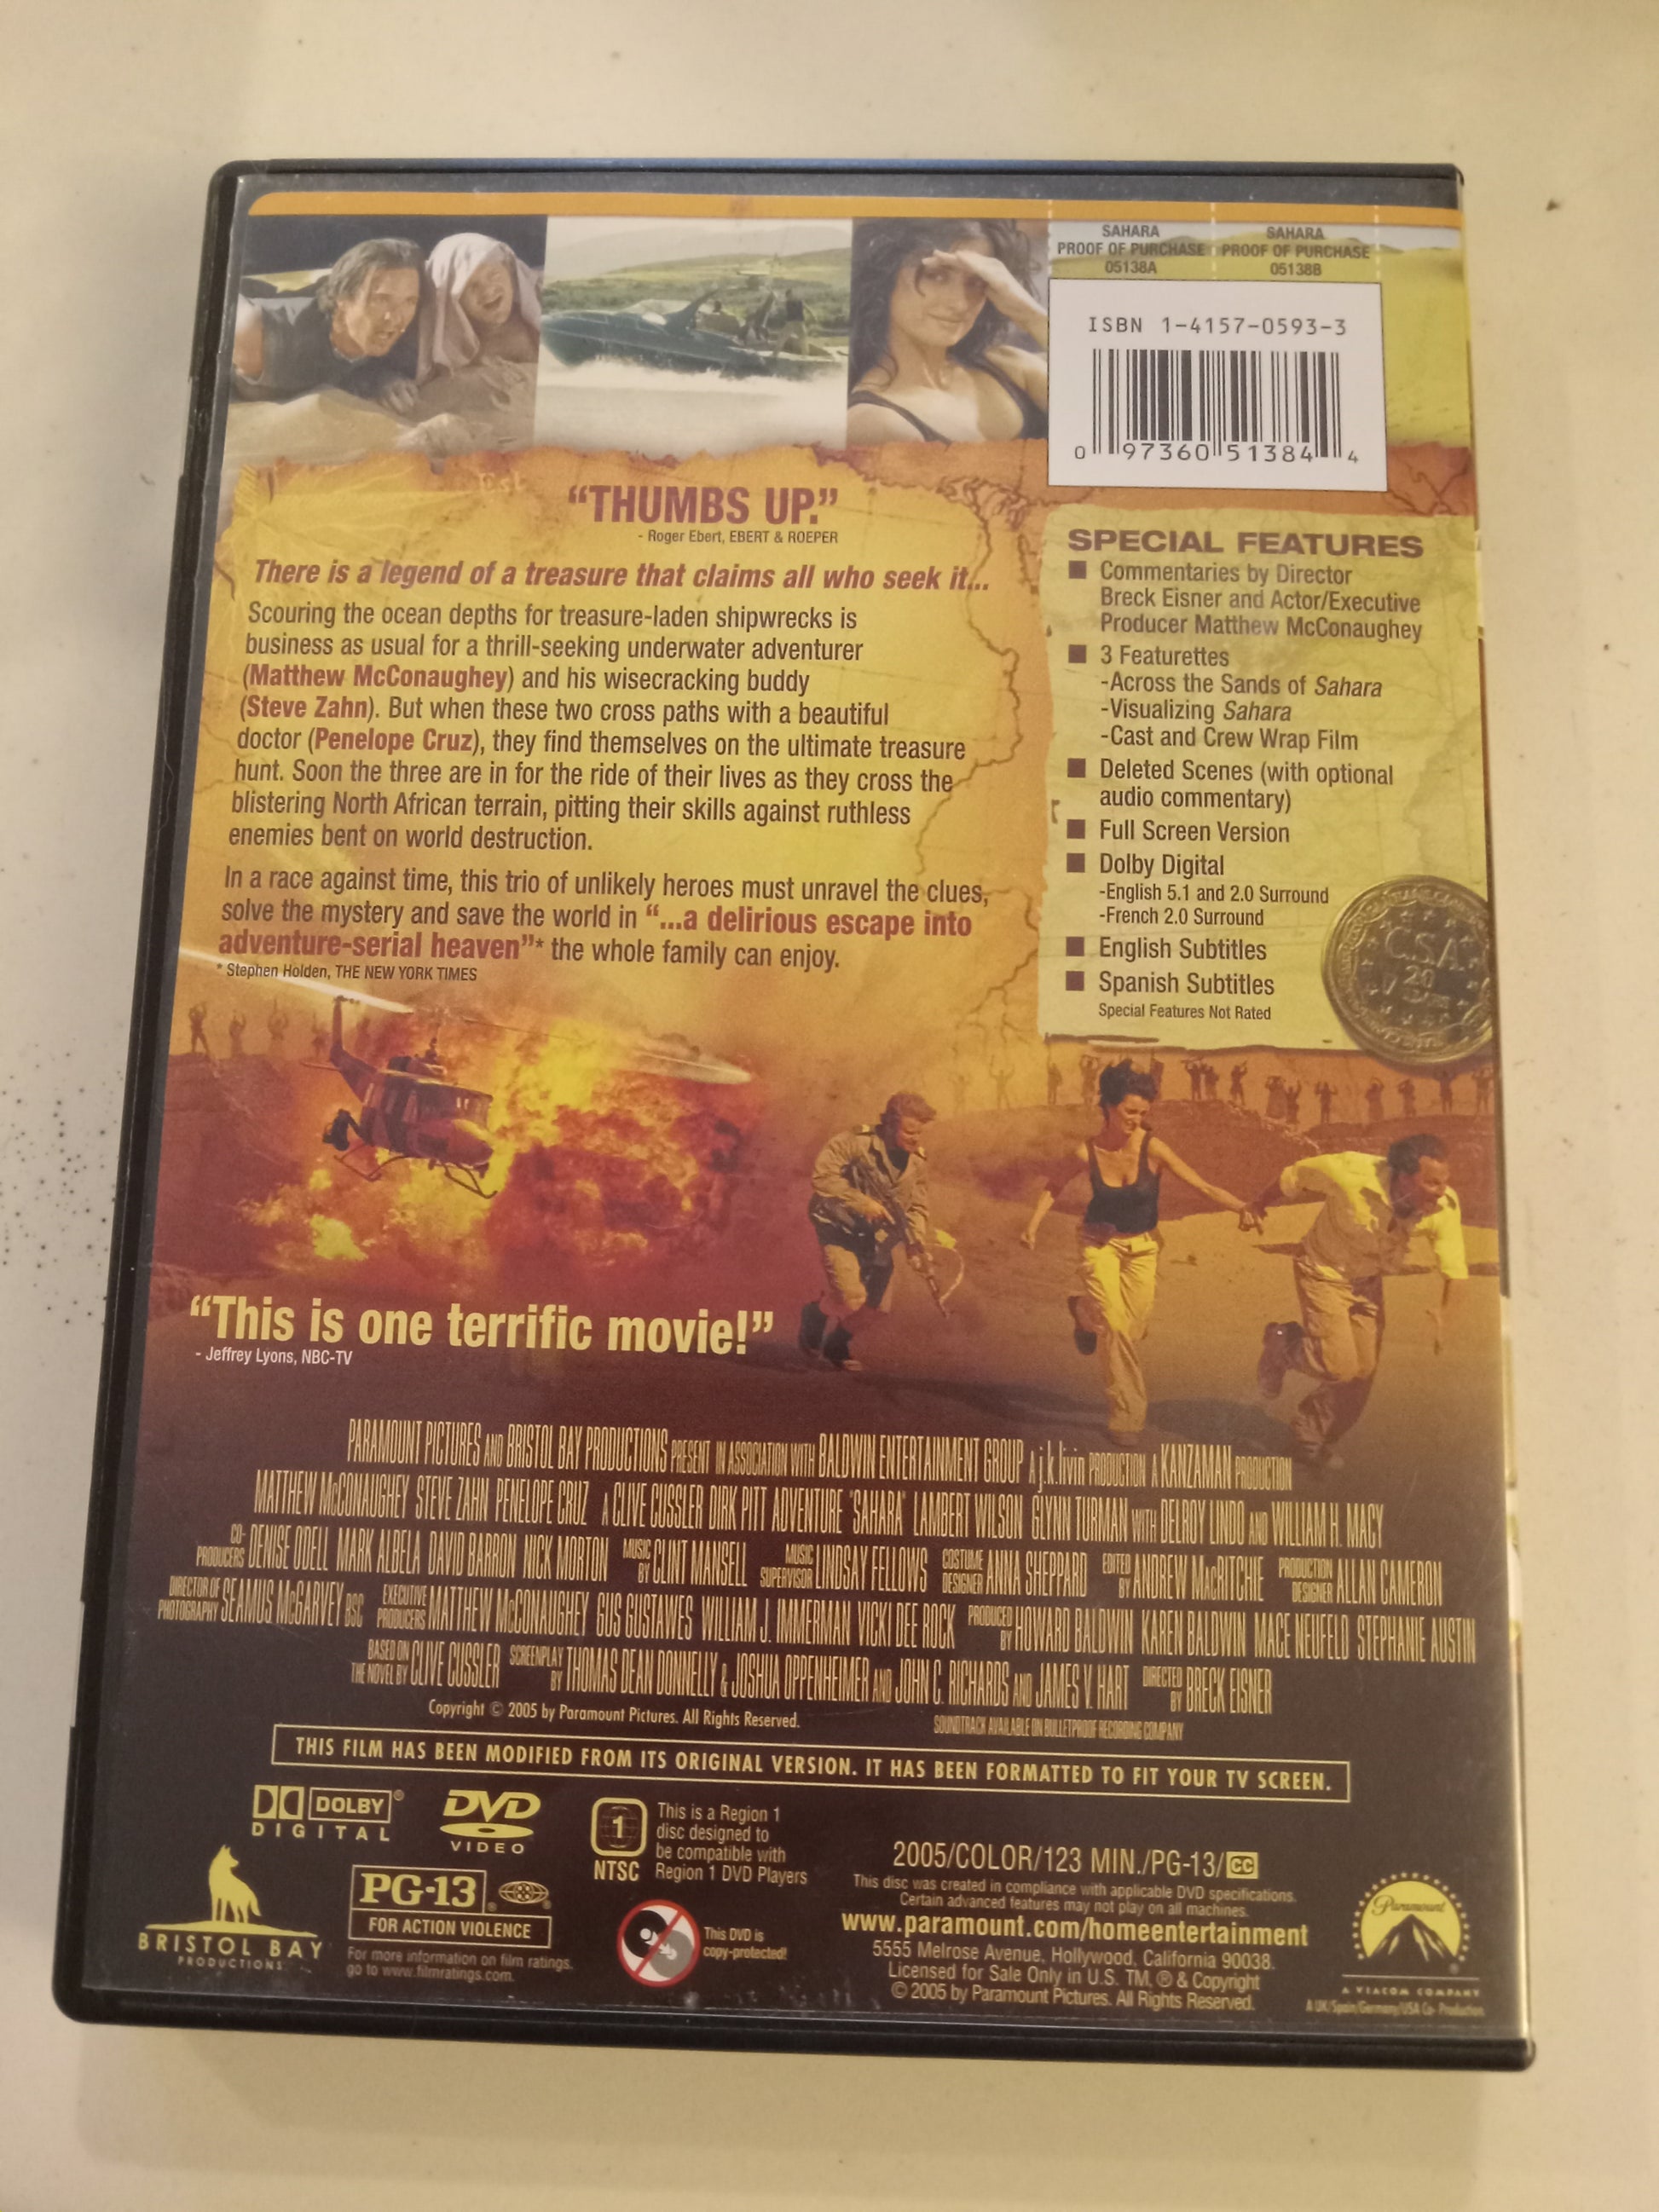 SAHARA
PROOF OF PURCHASE
05138A
SAHARA
PROOF OF PURCHASE
05138B
ISBN 1-4157-0593-3
0 97360 51384 4
“THUMBS UP.”
- Roger Ebert, EBERT & ROEPER
There is a legend of a treasure that claims all who seek it...
Scouring the ocean depths for treasure-laden shipwrecks is
business as usual for a thrill-seeking underwater adventurer
(Matthew McConaughey) and his wisecracking buddy
(Steve Zahn). But when these two cross paths with a beautiful
doctor (Penelope Cruz), they find themselves on the ultimate treasure
hunt. Soon the three are in for the ride of their lives as they cross the
blistering North African terrain, pitting their skills against ruthless
enemies bent on world destruction.
In a race against time, this trio of unlikely heroes must unravel the clues,
solve the mystery and save the world in “...a delirious escape into
adventure-serial heaven”* the whole family can enjoy.
* Stephen Holden, THE NEW YORK TIMES
SPECIAL FEATURES
■ Commentaries by Director
Breck Eisner and Actor/Executive
Producer Matthew McConaughey
■ 3 Featurettes
-Across the Sands of Sahara
-Visualizing Sahara
-Cast and Crew Wrap Film
■ Deleted Scenes (with optional
audio commentary)
■ Full Screen Version
■ Dolby Digital
-English 5.1 and 2.0 Surround
-French 2.0 Surround
■ English Subtitles
■ Spanish Subtitles
Special Features Not Rated
C.S.A.
20
“This is one terrific movie!”
- Jeffrey Lyons, NBC-TV
PARAMOUNT PICTURES AND BRISTOL BAY PRODUCTIONS PRESENT IN ASSOCIATION WITH BALDWIN ENTERTAINMENT GROUP A j.k.livin PRODUCTION A KANZAMAN PRODUCTION
MATTHEW McCONAUGHEY STEVE ZAHN PENELOPE CRUZ A CLIVE CUSSLER DIRK PITT ADVENTURE "SAHARA" LAMBERT WILSON GLYNN TURMAN WITH DELROY LINDO AND WILLIAM H. MACY
CO-PRODUCERS DENISE O'DELL MARK ALBELA DAVID BARRON NICK MORTON MUSIC BY CLINT MANSELL MUSIC SUPERVISOR LINDSAY FELLOWS COSTUME DESIGNER ANNA SHEPPARD EDITED BY ANDREW MacRITCHIE PRODUCTION DESIGNER ALLAN CAMERON
DIRECTOR OF PHOTOGRAPHY SEAMUS McGARVEY BSC EXECUTIVE PRODUCERS MATTHEW McCONAUGHEY GUS GUSTAWES WILLIAM J. IMMERMAN VICKI DEE ROCK PRODUCED BY HOWARD BALDWIN KAREN BALDWIN MACE NEUFELD STEPHANIE AUSTIN
BASED ON THE NOVEL BY CLIVE CUSSLER SCREENPLAY BY THOMAS DEAN DONNELLY & JOSHUA OPPENHEIMER AND JOHN C. RICHARDS AND JAMES V. HART DIRECTED BY BRECK EISNER
Copyright © 2005 by Paramount Pictures. All Rights Reserved.
SOUNDTRACK AVAILABLE ON BULLETPROOF RECORDING COMPANY
THIS FILM HAS BEEN MODIFIED FROM ITS ORIGINAL VERSION. IT HAS BEEN FORMATTED TO FIT YOUR TV SCREEN.
DOLBY®
DIGITAL
DVD
VIDEO
1
NTSC
This is a Region 1
disc designed to
be compatible with
Region 1 DVD Players
BRISTOL BAY
PRODUCTIONS
PG-13 ®
FOR ACTION VIOLENCE
For more information on film ratings,
go to www.filmratings.com.
This DVD is
copy-protected!
2005/COLOR/123 MIN./PG-13/CC
This disc was created in compliance with applicable DVD specifications.
Certain advanced features may not play on all machines.
www.paramount.com/homeentertainment
5555 Melrose Avenue, Hollywood, California 90038.
Licensed for Sale Only in U.S. TM, ® & Copyright
© 2005 by Paramount Pictures. All Rights Reserved.
Paramount
®
A VIACOM COMPANY
A UK/Spain/Germany/USA Co- Production